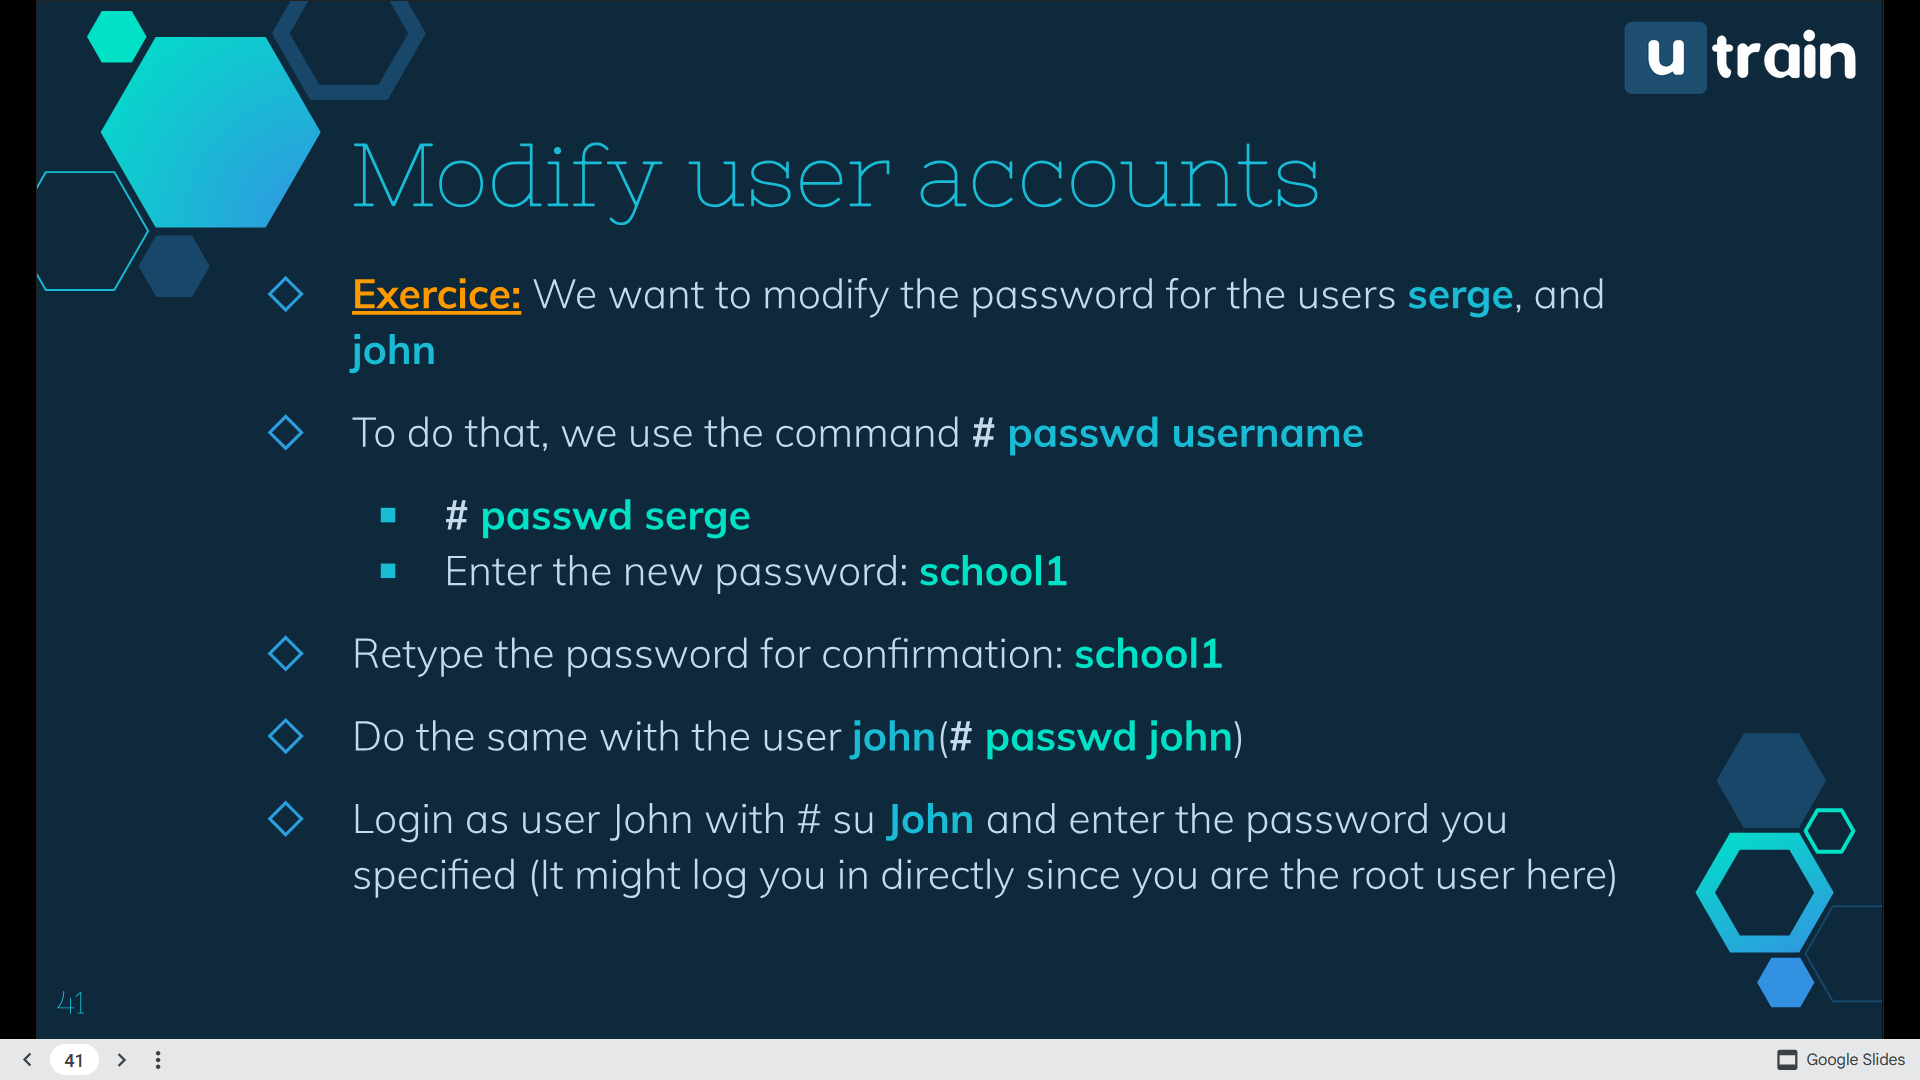 u train
Modify user accounts
Exercice: We want to modify the password for the users serge, and
john
To do that, we use the command # passwd username
# passwd serge
Enter the new password: school1
Retype the password for confirmation: school1
Do the same with the user john(# passwd john)
Login as user John with # su John and enter the password you
specified (It might log you in directly since you are the root user here)
41
41
Google Slides